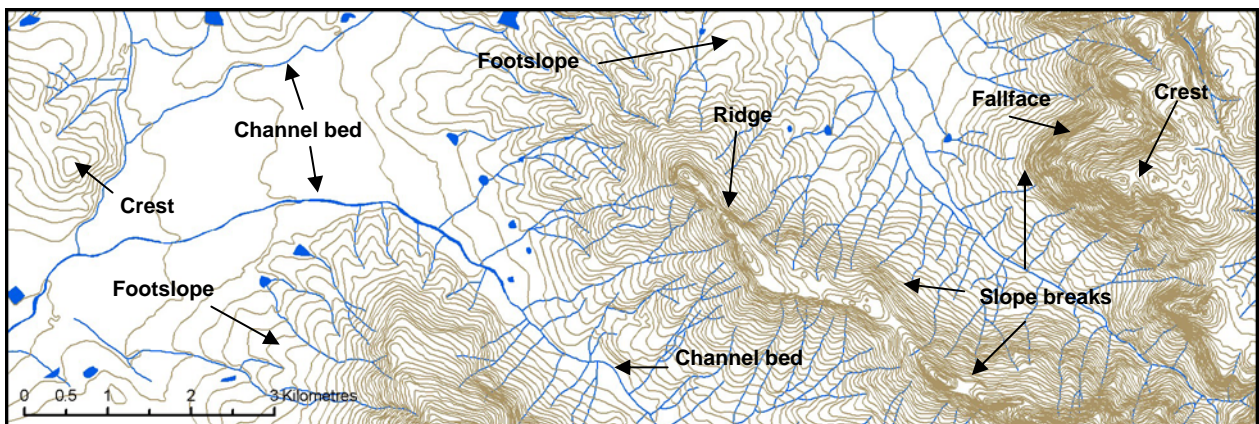 Footslope
Fallface
Crest
Ridge
Channel bed
Crest
Footslope
Slope breaks
Channel bed
0 0.5 1 2 3 Kilometres